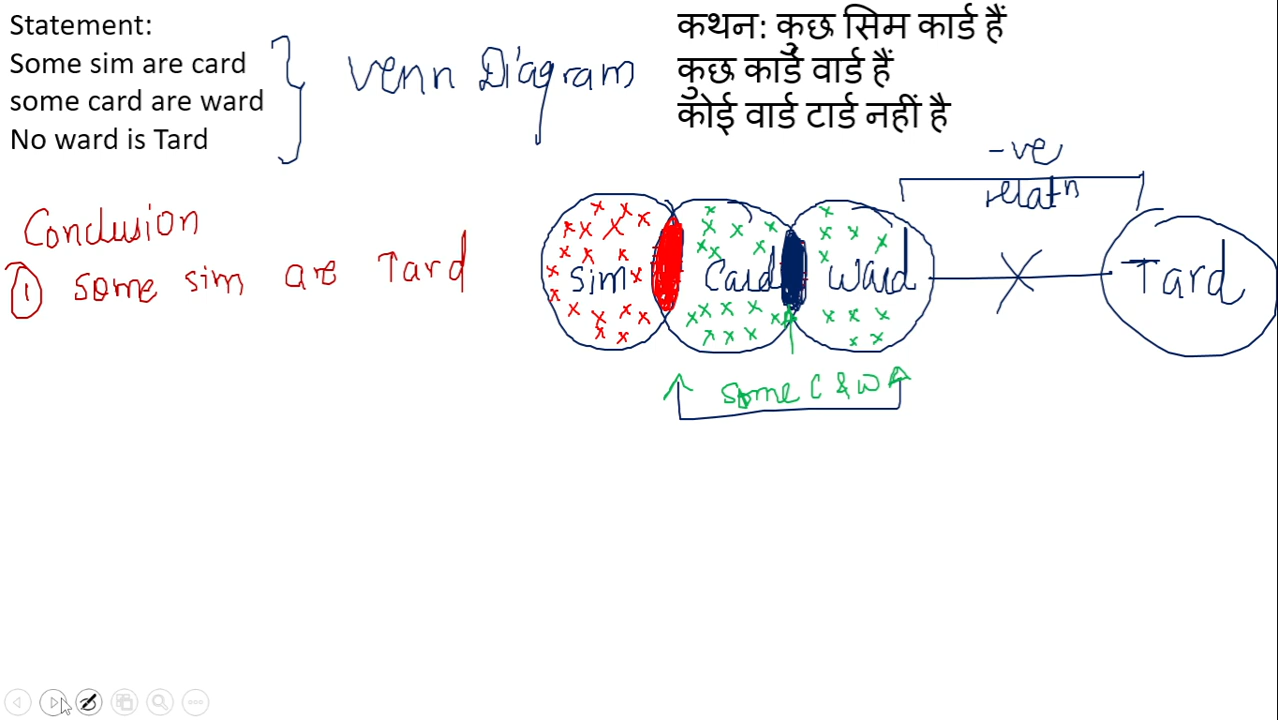 Statement:
Some sim are card
some card are ward
No ward is Tard
Venn Diagram
कथन: कुछ सिम कार्ड हैं
कुछ कार्ड वार्ड हैं
कोई वार्ड टार्ड नहीं है
-ve
relatn
Conclusion
① some sim are Tard
Sim Card Ward Tard
Some C & W